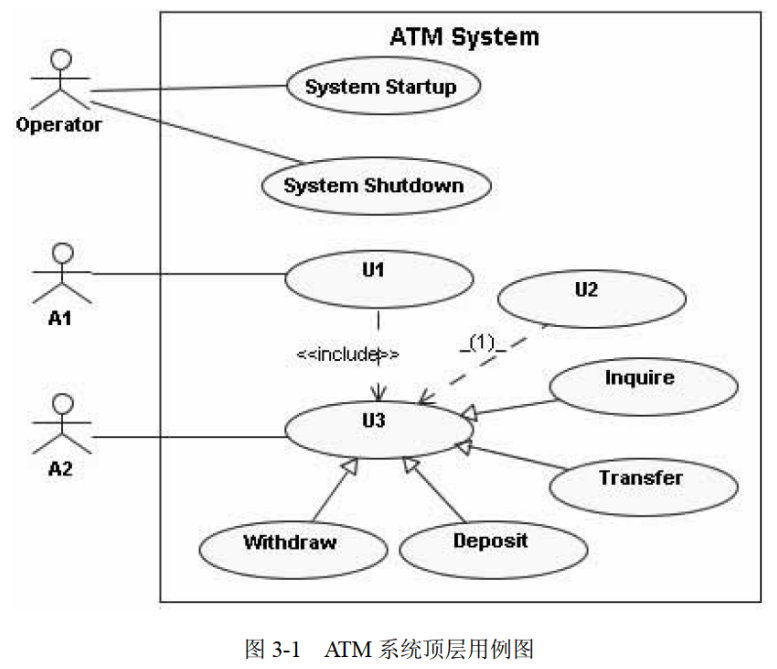 ATM System
System Startup
Operator
System Shutdown
U1
A1
U2
<<include>>
_(1)_
Inquire
U3
A2
Transfer
Withdraw
Deposit
图 3-1 ATM 系统顶层用例图